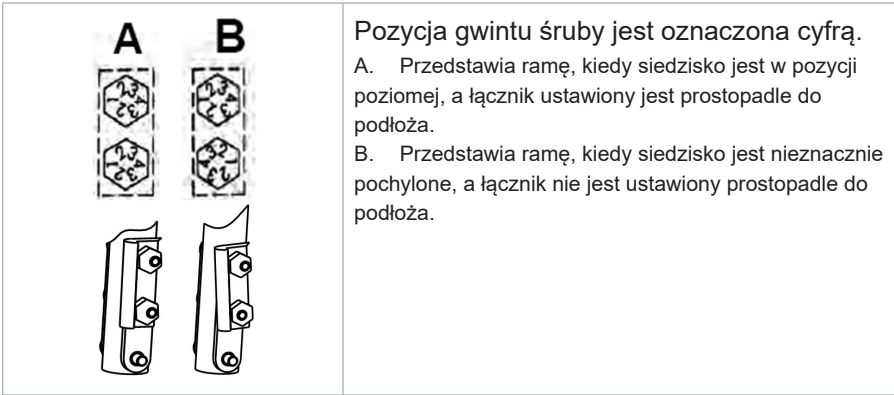 A B
Pozycja gwintu śruby jest oznaczona cyfrą.
A. Przedstawia ramę, kiedy siedzisko jest w pozycji
poziomej, a łącznik ustawiony jest prostopadle do
podłoża.
B. Przedstawia ramę, kiedy siedzisko jest nieznacznie
pochylone, a łącznik nie jest ustawiony prostopadle do
podłoża.